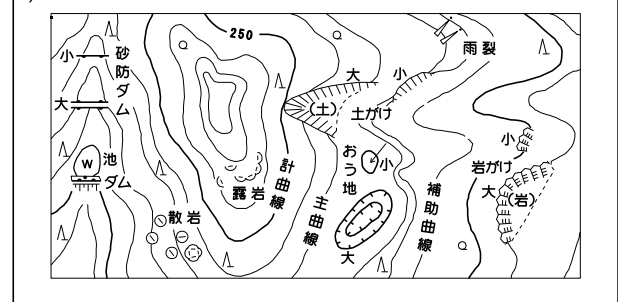 250
小
砂防ダム
大
W
池
ダム
散岩
露岩
計曲線
主曲線
大
小
(土)
土がけ
おう地
小
大
補助曲線
雨裂
小
岩がけ
大
(岩)